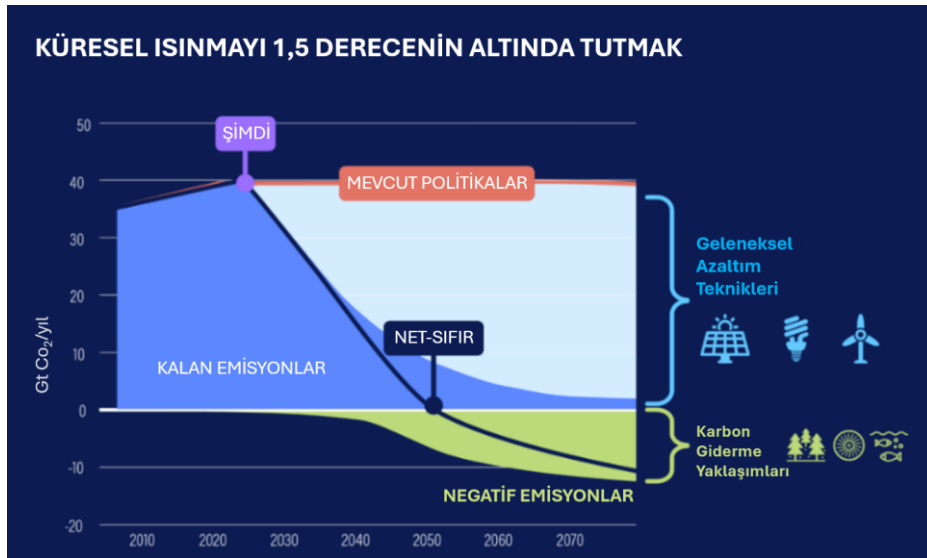 KÜRESEL ISINMAYI 1,5 DERECENİN ALTINDA TUTMAK
50
ŞİMDİ
40
MEVCUT POLİTİKALAR
30
Geleneksel
Azaltım
Teknikleri
20
Gt Co₂/yıl
NET-SIFIR
10
KALAN EMİSYONLAR
0
Karbon
Giderme
Yaklaşımları
-10
NEGATİF EMİSYONLAR
-20
2010 2020 2030 2040 2050 2060 2070